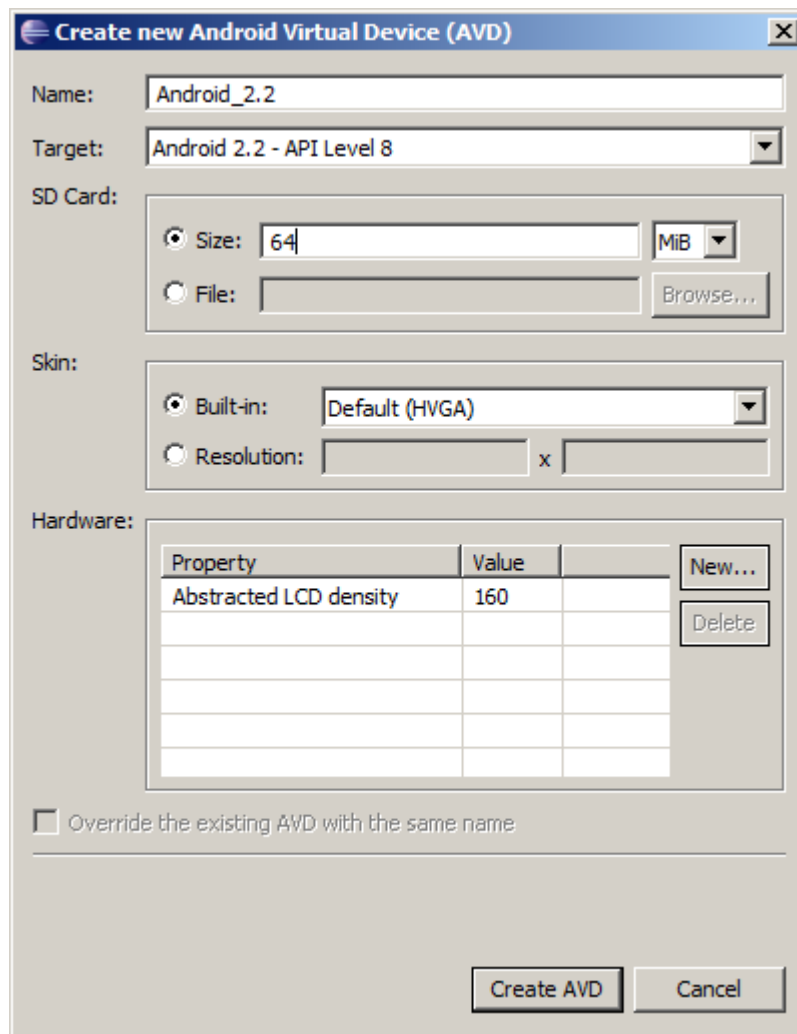 Create new Android Virtual Device (AVD)
Name: Android_2.2
Target: Android 2.2 - API Level 8
SD Card:
Size: 64 MiB
File: Browse...
Skin:
Built-in: Default (HVGA)
Resolution: x
Hardware:
Property Value New...
Abstracted LCD density 160
Delete
Override the existing AVD with the same name
Create AVD Cancel